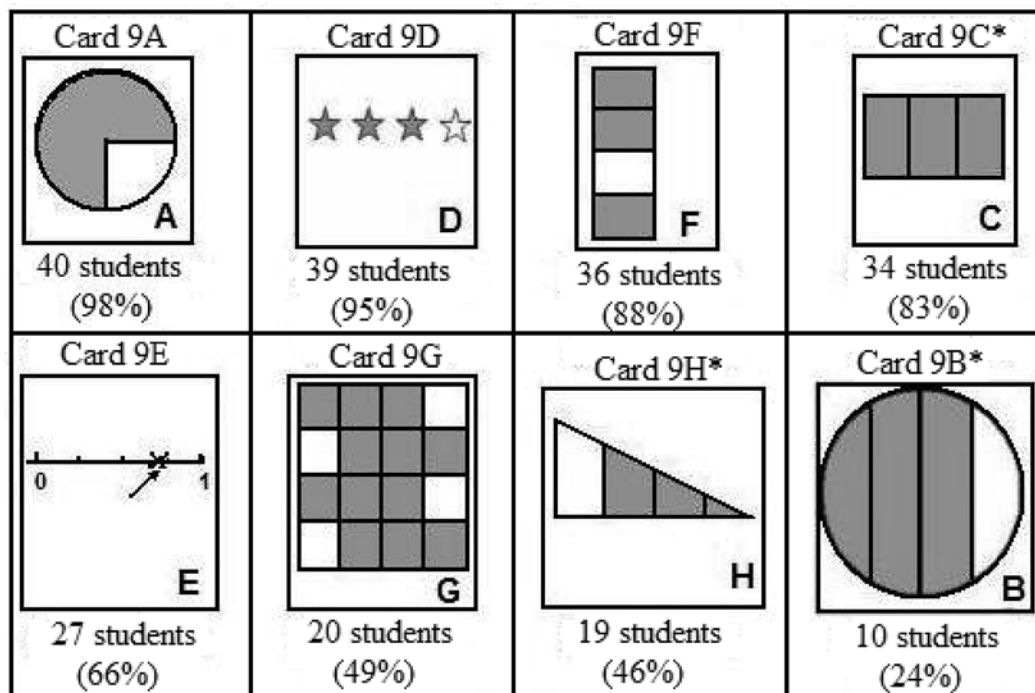 Card 9A
A
40 students
(98%)
Card 9D
D
39 students
(95%)
Card 9F
F
36 students
(88%)
Card 9C*
C
34 students
(83%)
Card 9E
0 1
E
27 students
(66%)
Card 9G
G
20 students
(49%)
Card 9H*
H
19 students
(46%)
Card 9B*
B
10 students
(24%)